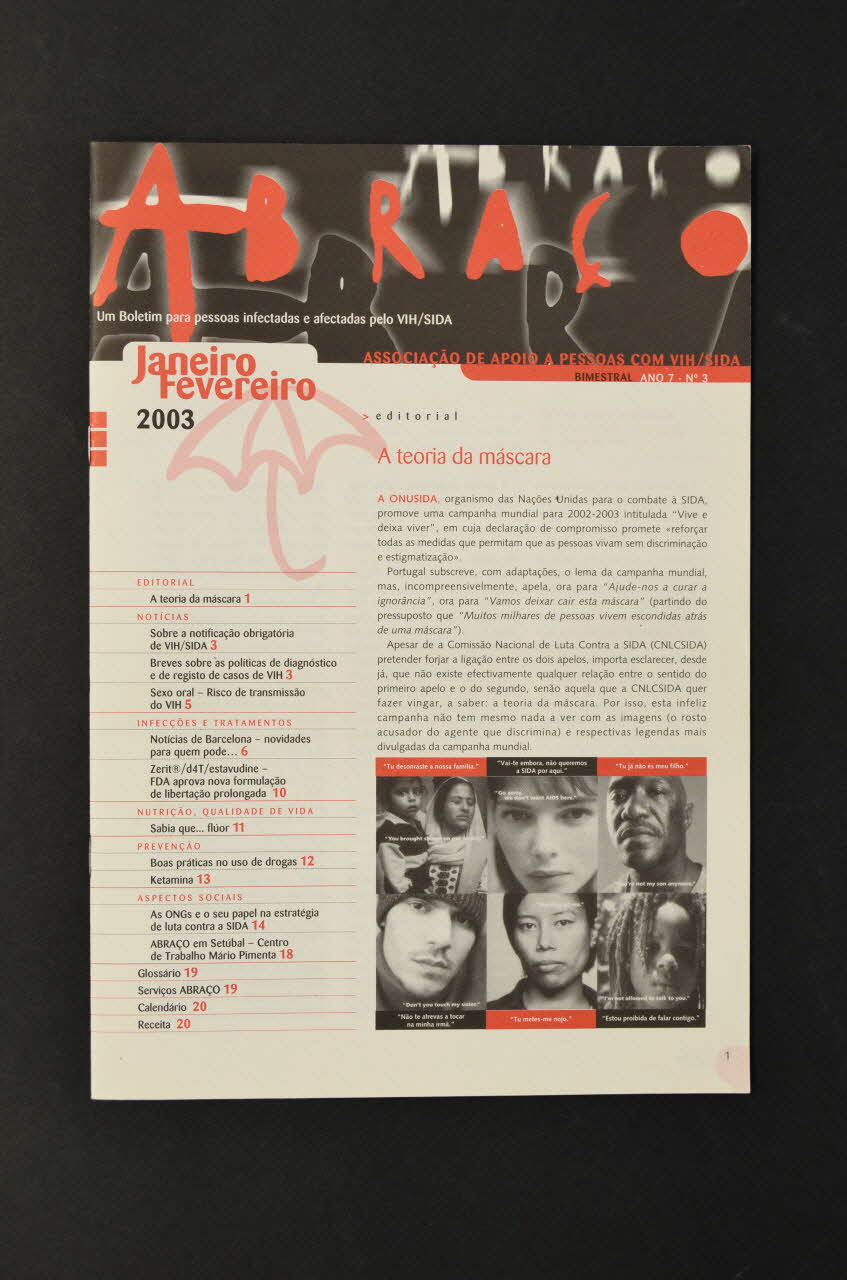 ABRAÇO
ABRAÇO
Um Boletim para pessoas infectadas e afectadas pelo VIH/SIDA
Janeiro
Fevereiro
2003
ASSOCIAÇÃO DE APOIO A PESSOAS COM VIH/SIDA
BIMESTRAL ANO 7 - Nº 3
EDITORIAL
A teoria da máscara 1
NOTÍCIAS
Sobre a notificação obrigatória
de VIH/SIDA 3
Breves sobre as políticas de diagnóstico
e de registo de casos de VIH 3
Sexo oral – Risco de transmissão
do VIH 5
INFECÇÕES E TRATAMENTOS
Notícias de Barcelona – novidades
para quem pode... 6
Zerit®/d4T/estavudine –
FDA aprova nova formulação
de libertação prolongada 10
NUTRIÇÃO, QUALIDADE DE VIDA
Sabia que... flúor 11
PREVENÇÃO
Boas práticas no uso de drogas 12
Ketamina 13
ASPECTOS SOCIAIS
As ONGs e o seu papel na estratégia
de luta contra a SIDA 14
ABRAÇO em Setúbal – Centro
de Trabalho Mário Pimenta 18
Glossário 19
Serviços ABRAÇO 19
Calendário 20
Receita 20
> editorial
A teoria da máscara
A ONUSIDA, organismo das Nações Unidas para o combate à SIDA,
promove uma campanha mundial para 2002-2003 intitulada “Vive e
deixa viver”, em cuja declaração de compromisso promete «reforçar
todas as medidas que permitam que as pessoas vivam sem discriminação
e estigmatização».
Portugal subscreve, com adaptações, o lema da campanha mundial,
mas, incompreensivelmente, apela, ora para “Ajude-nos a curar a
ignorância”, ora para “Vamos deixar cair esta máscara” (partindo do
pressuposto que “Muitos milhares de pessoas vivem escondidas atrás
de uma máscara”).
Apesar de a Comissão Nacional de Luta Contra a SIDA (CNLCSIDA)
pretender forjar a ligação entre os dois apelos, importa esclarecer, desde
já, que não existe efectivamente qualquer relação entre o sentido do
primeiro apelo e o do segundo, senão aquela que a CNLCSIDA quer
fazer vingar, a saber: a teoria da máscara. Por isso, esta infeliz
campanha não tem mesmo nada a ver com as imagens (o rosto
acusador do agente que discrimina) e respectivas legendas mais
divulgadas da campanha mundial.
“Tu desonraste a nossa família.”
“Vai-te embora, não queremos
a SIDA por aqui.”
“Tu já não és meu filho.”
“Go away,
we don't want AIDS here.”
“You brought shame on our family.”
“You're not my son anymore.”
“Don't you touch my sister.”
“I'm not allowed to talk to you.”
“Não te atrevas a tocar
na minha irmã.”
“Tu metes-me nojo.”
“Estou proibida de falar contigo.”
1